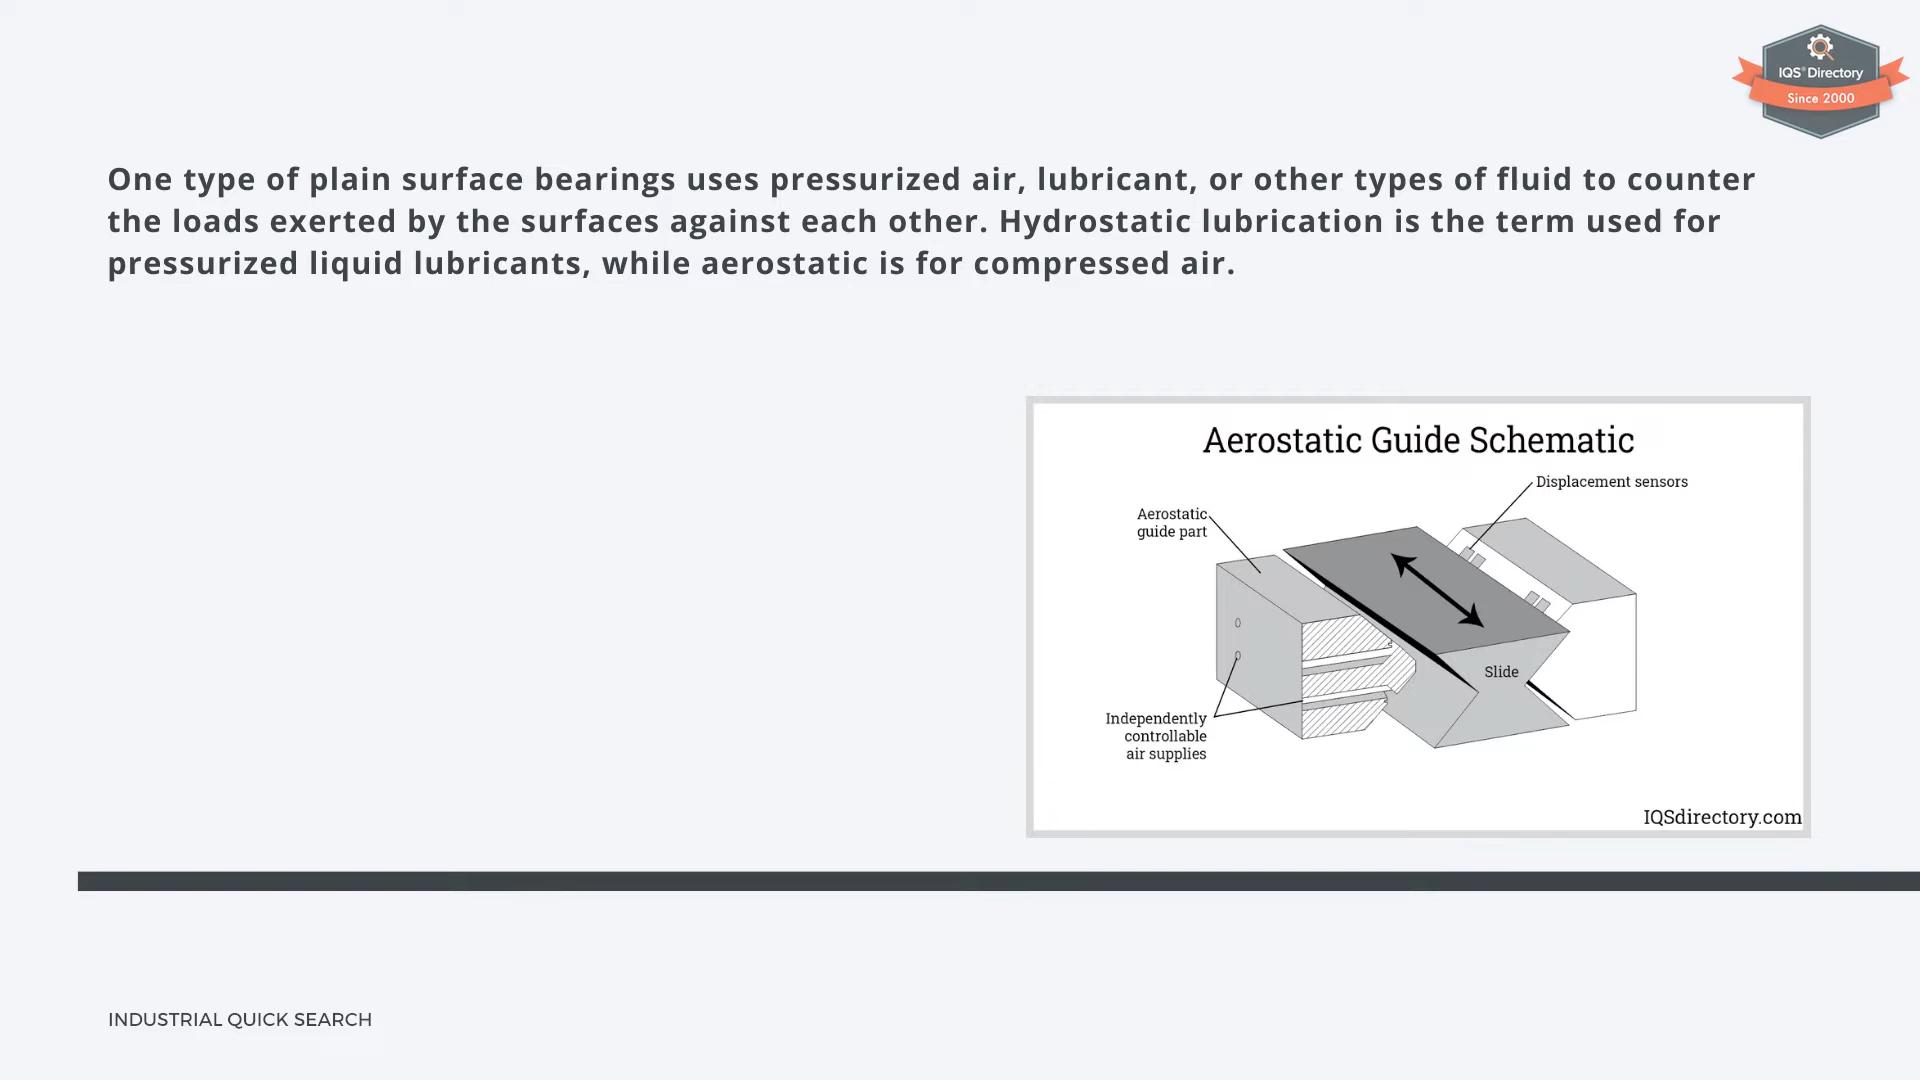 IQS® Directory
Since 2000
One type of plain surface bearings uses pressurized air, lubricant, or other types of fluid to counter
the loads exerted by the surfaces against each other. Hydrostatic lubrication is the term used for
pressurized liquid lubricants, while aerostatic is for compressed air.
Aerostatic Guide Schematic
Displacement sensors
Aerostatic
guide part
Slide
Independently
controllable
air supplies
IQSdirectory.com
INDUSTRIAL QUICK SEARCH